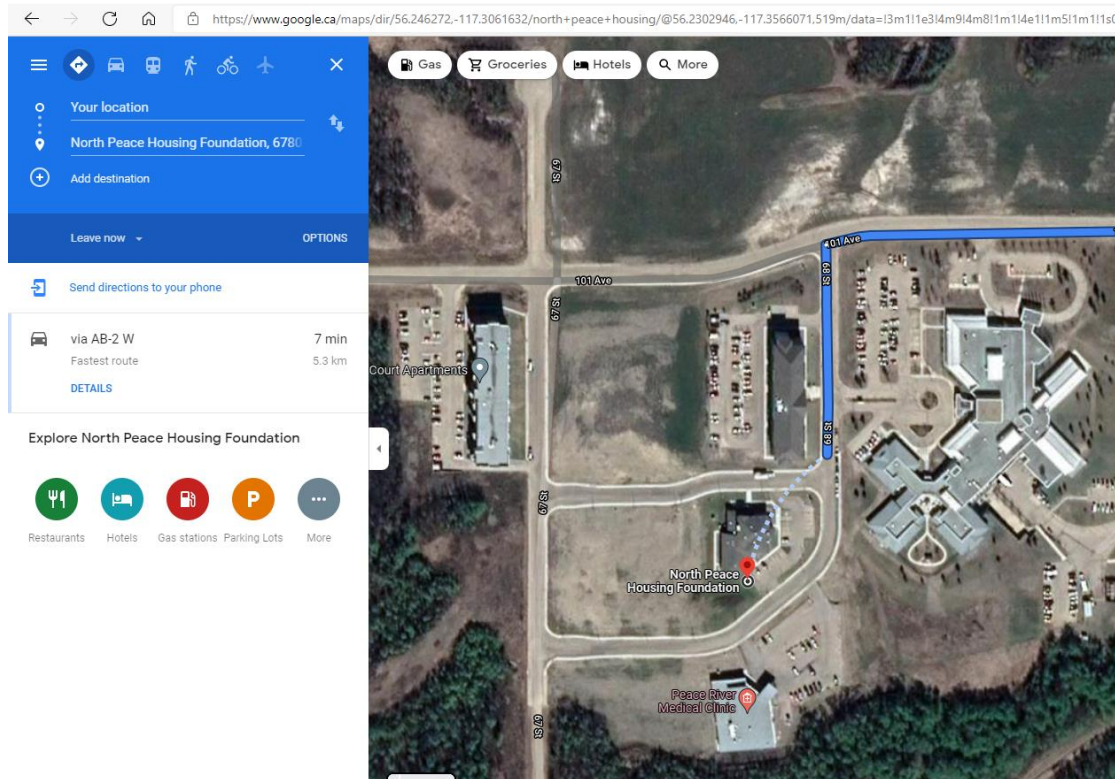 https://www.google.ca/maps/dir/56.246272,-117.3061632/north+peace+housing/@56.2302946,-117.3566071,519m/data=!3m1!1e3!4m9!4m8!1m1!4e1!1m5!1m1!1s0
Your location
North Peace Housing Foundation, 6780
Add destination
Leave now
OPTIONS
Send directions to your phone
via AB-2 W
7 min
Fastest route
5.3 km
DETAILS
Explore North Peace Housing Foundation
P
Restaurants
Hotels
Gas stations
Parking Lots
More
Gas
Groceries
Hotels
More
67 St
101 Ave
68 St
101 Ave
67 St
Court Apartments
68 St
67 St
North Peace
Housing Foundation
Peace River
Medical Clinic
67 St